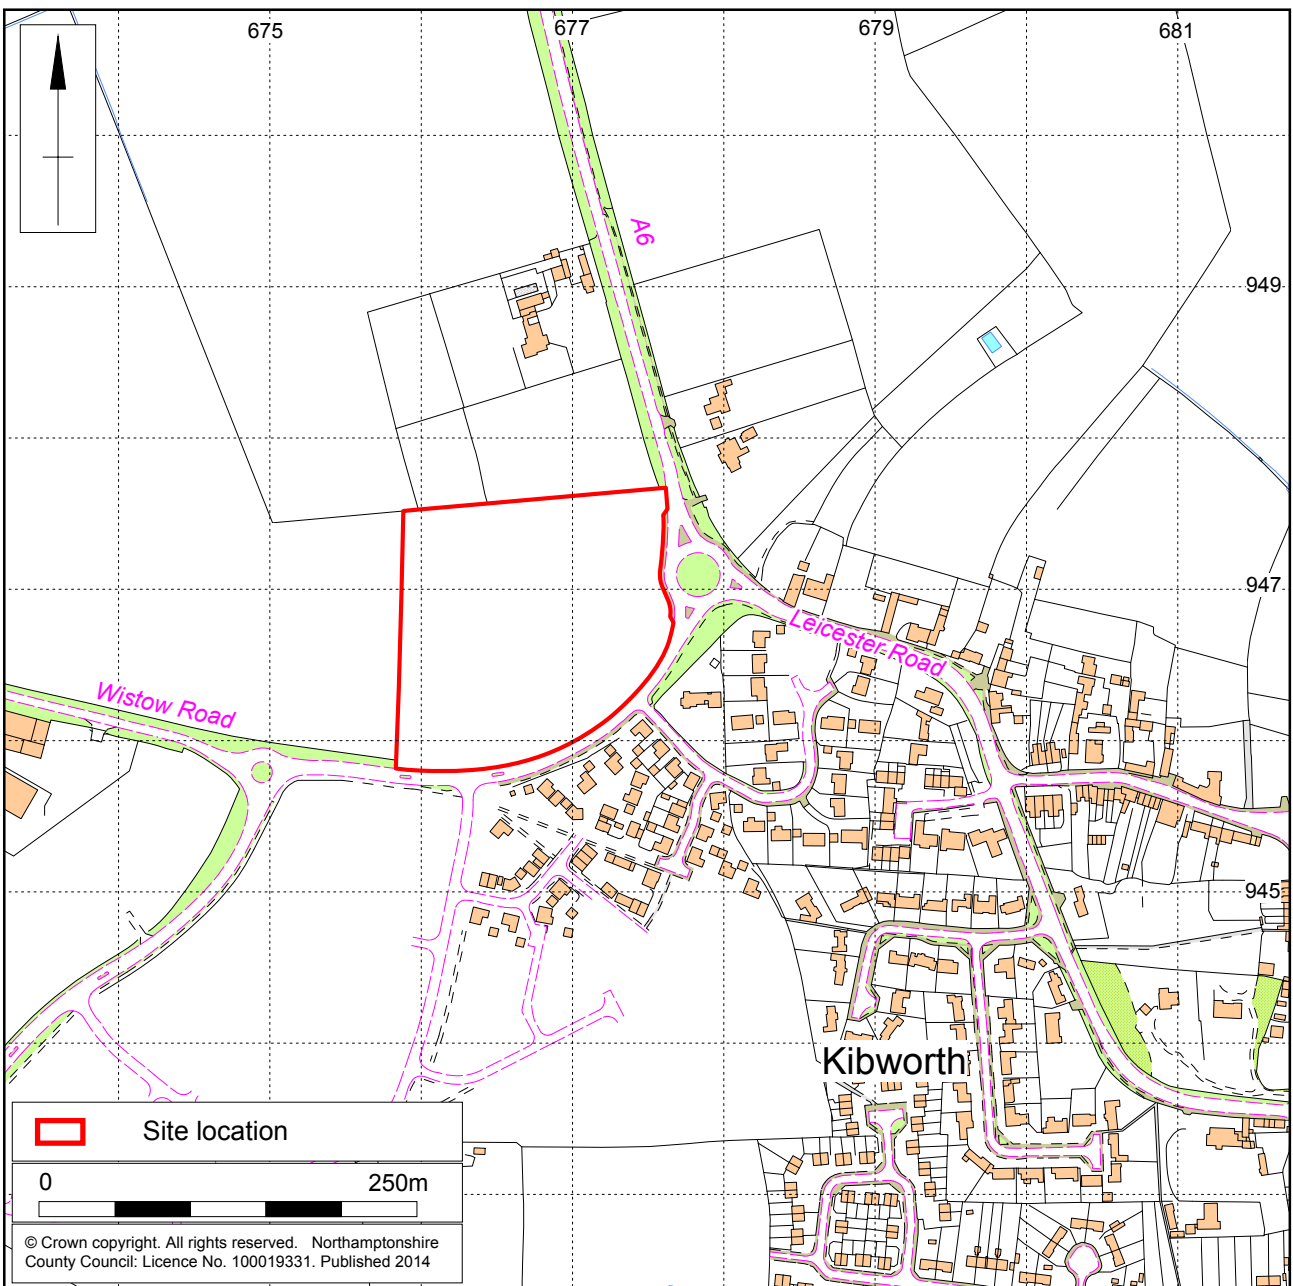 675 677 679 681
A6
949
947
Leicester Road
Wistow Road
945
Kibworth
Site location
0 250m
© Crown copyright. All rights reserved. Northamptonshire
County Council: Licence No. 100019331. Published 2014